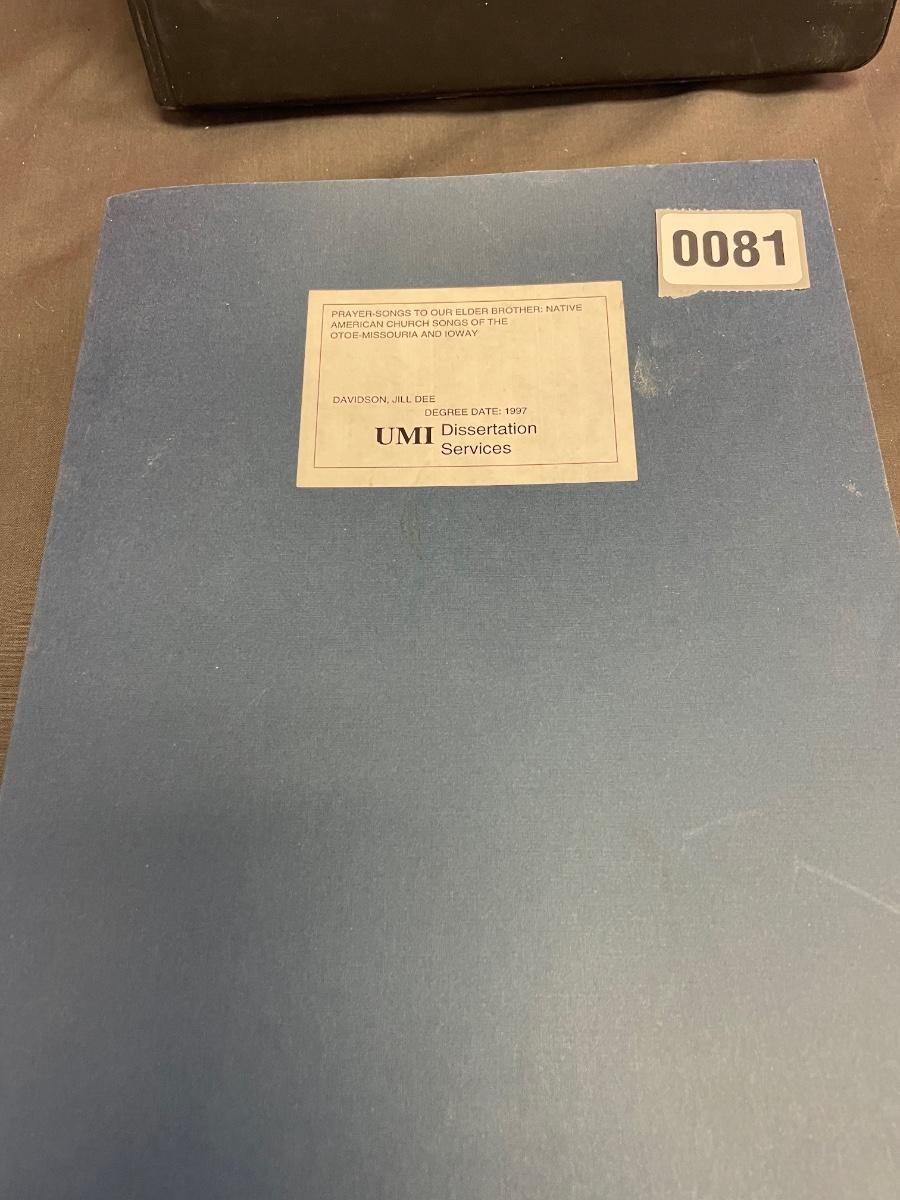 0081
PRAYER-SONGS TO OUR ELDER BROTHER: NATIVE
AMERICAN CHURCH SONGS OF THE
OTOE-MISSOURIA AND IOWAY
DAVIDSON, JILL DEE
DEGREE DATE: 1997
UMI Dissertation
Services